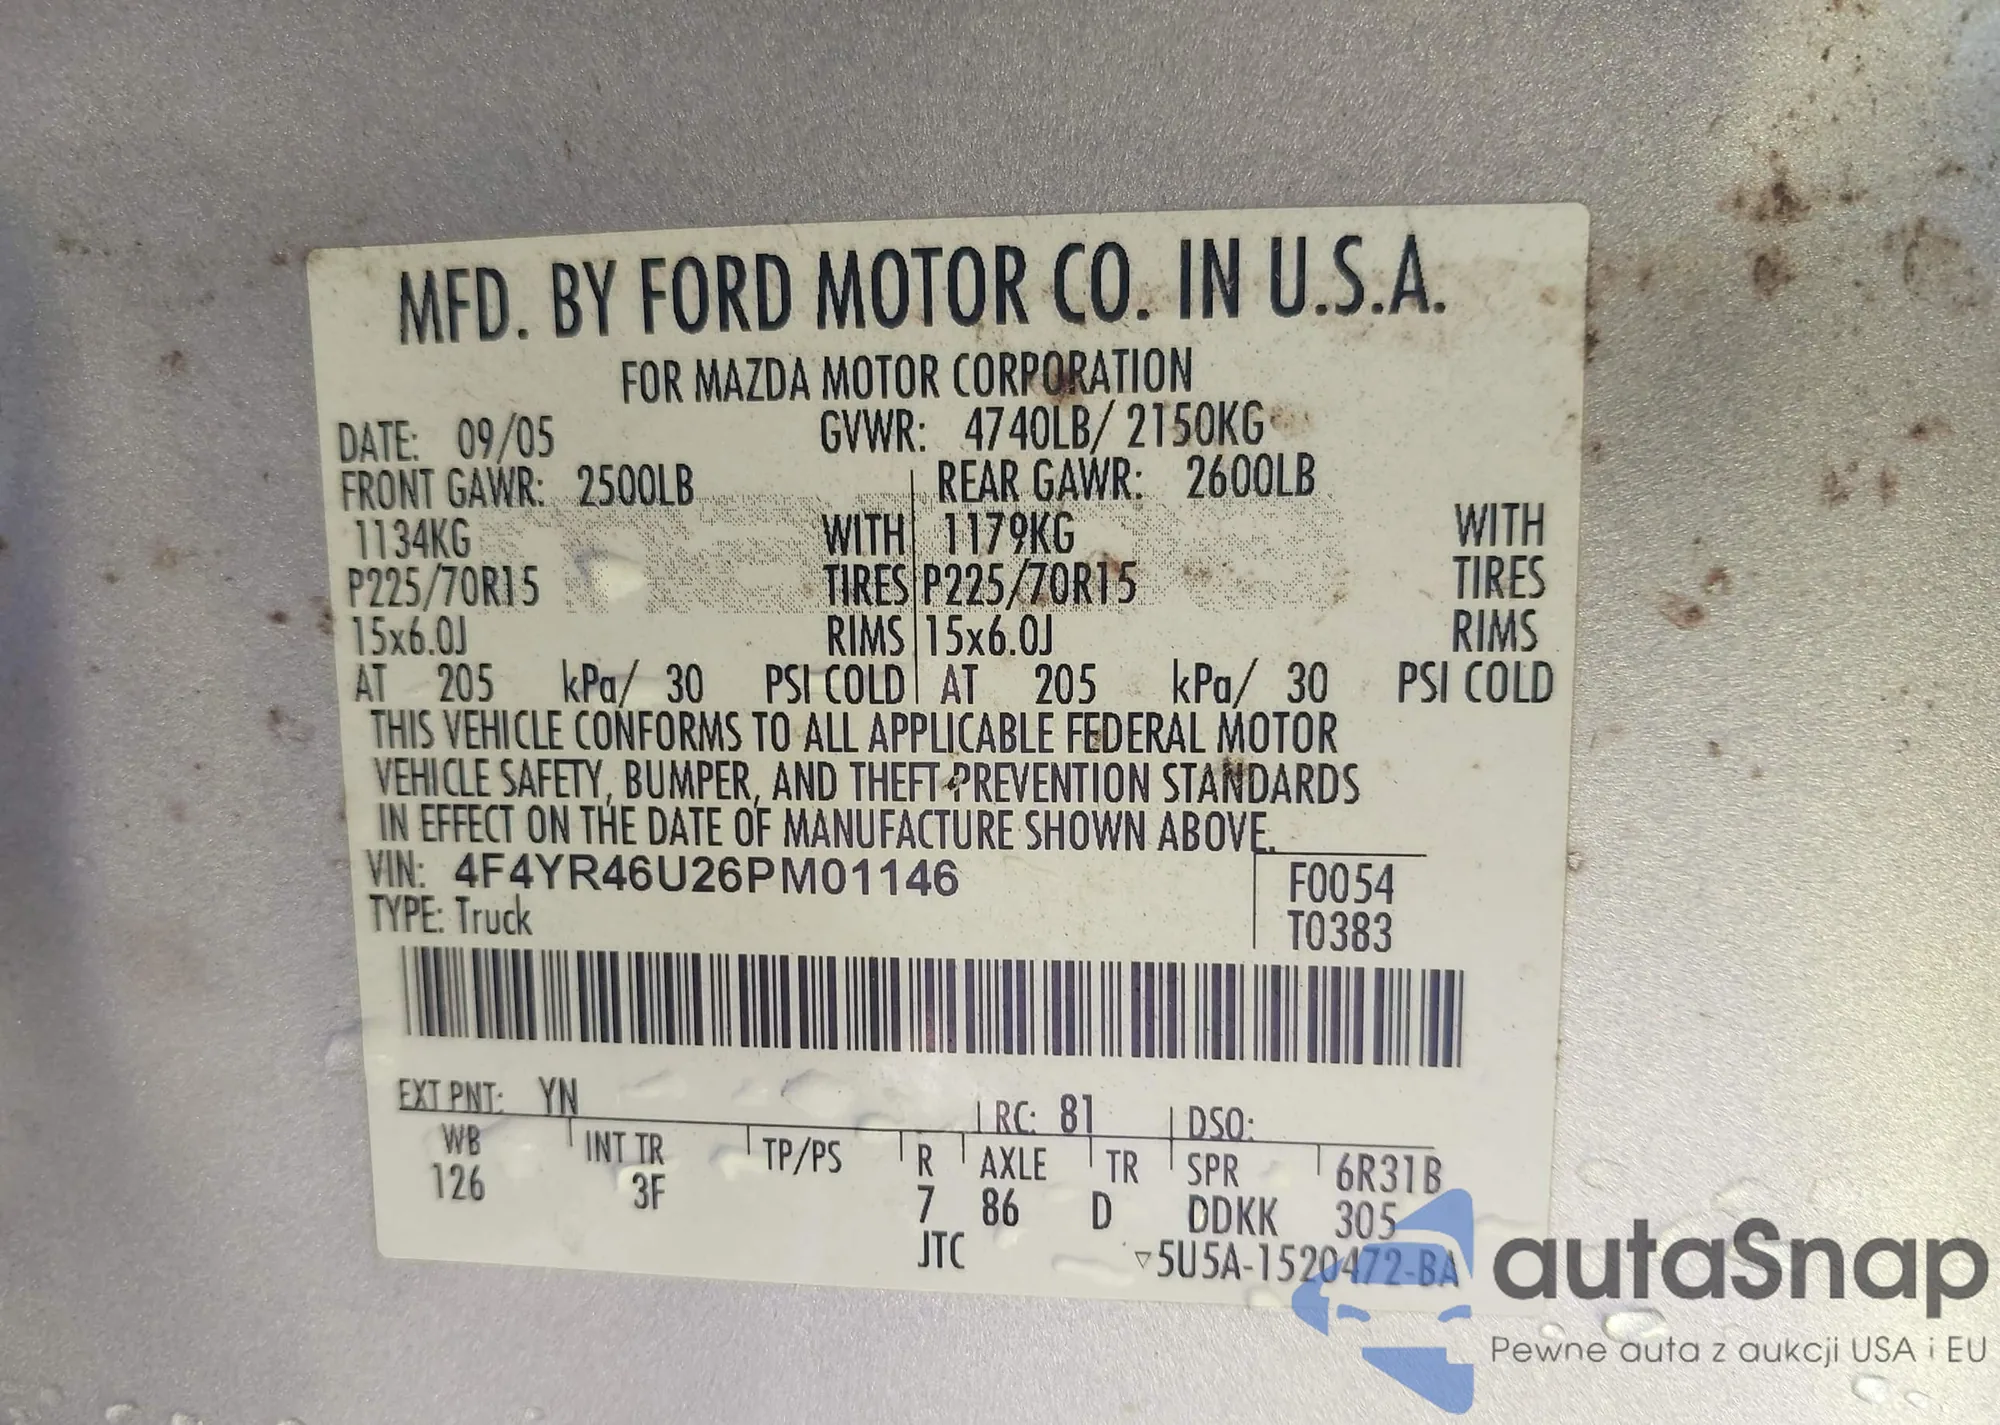 MFD. BY FORD MOTOR CO. IN U.S.A.
FOR MAZDA MOTOR CORPORATION
DATE: 09/05 GVWR: 4740LB/ 2150KG
FRONT GAWR: 2500LB REAR GAWR: 2600LB
1134KG WITH 1179KG WITH
P225/70R15 TIRES P225/70R15 TIRES
15x6.0J RIMS 15x6.0J RIMS
AT 205 kPa/ 30 PSI COLD AT 205 kPa/ 30 PSI COLD
THIS VEHICLE CONFORMS TO ALL APPLICABLE FEDERAL MOTOR
VEHICLE SAFETY, BUMPER, AND THEFT PREVENTION STANDARDS
IN EFFECT ON THE DATE OF MANUFACTURE SHOWN ABOVE.
VIN: 4F4YR46U26PM01146 F0054
TYPE: Truck T0383
EXT PNT: YN RC: 81 DSO:
WB INT TR TP/PS R AXLE TR SPR 6R31B
126 3F 7 86 D DDKK 305
JTC ▽5U5A-1520472-BA
autaSnap
Pewne auta z aukcji USA i EU